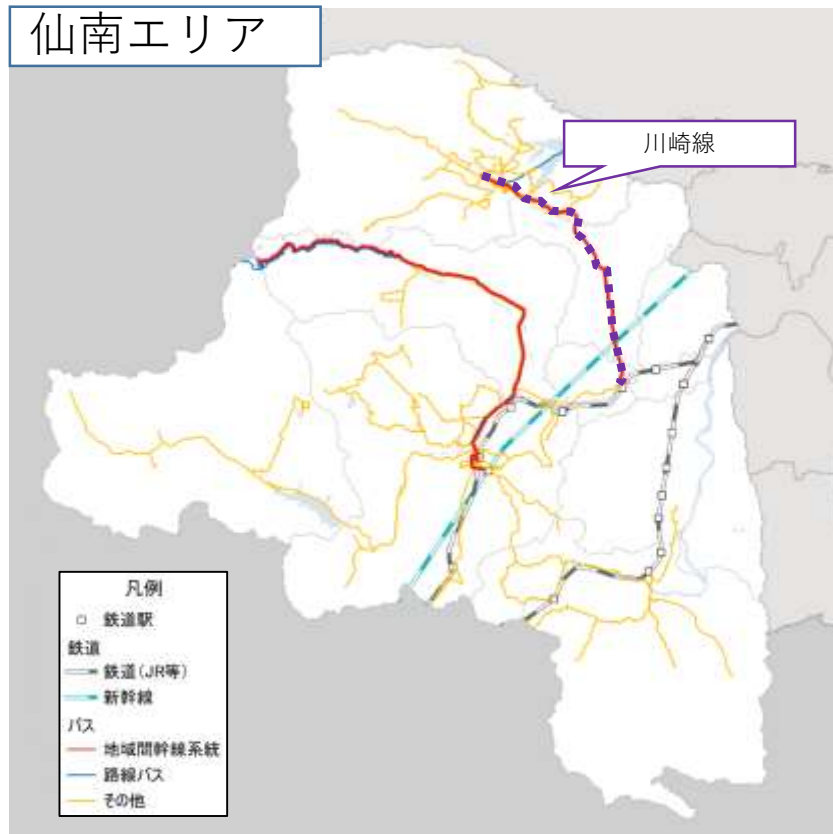 仙南エリア
川崎線
凡例
鉄道駅
鉄道
鉄道(JR等)
新幹線
バス
地域間幹線系統
路線バス
その他